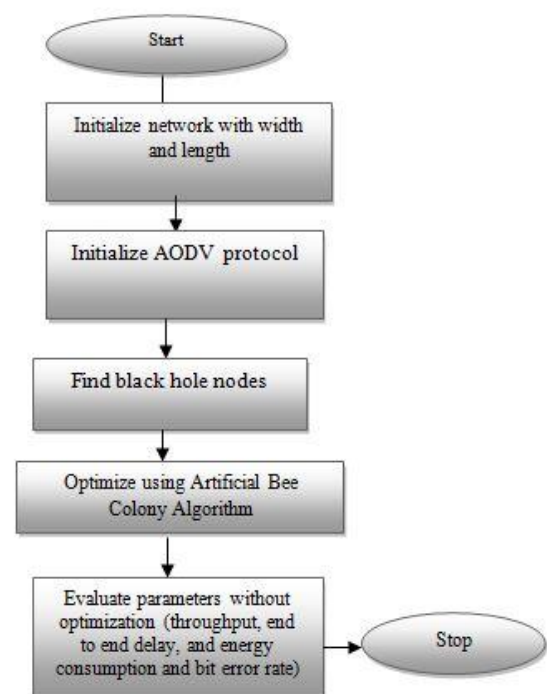 Start
Initialize network with width
and length
Initialize AODV protocol
Find black hole nodes
Optimize using Artificial Bee
Colony Algorithm
Evaluate parameters without
optimization (throughput, end
to end delay, and energy
consumption and bit error rate)
Stop